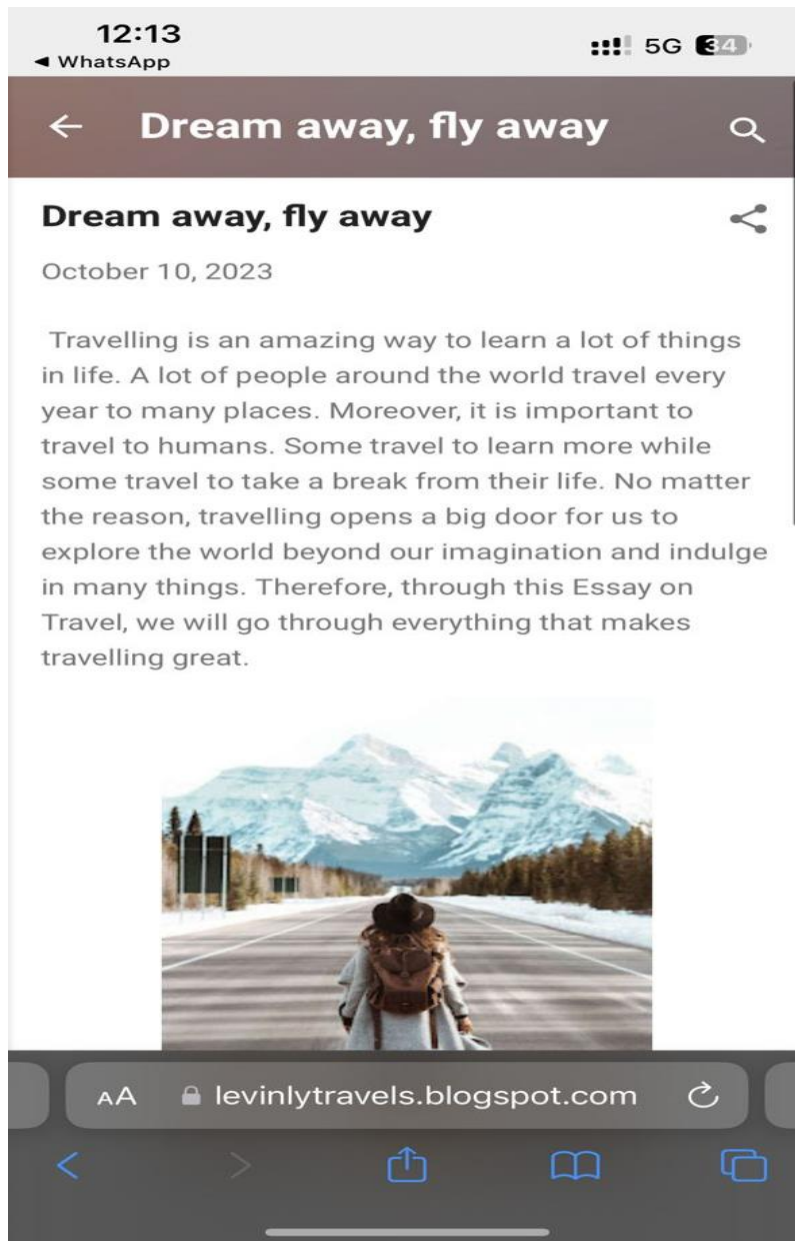 12:13
◄ WhatsApp
5G 34
Dream away, fly away
Dream away, fly away
October 10, 2023
Travelling is an amazing way to learn a lot of things
in life. A lot of people around the world travel every
year to many places. Moreover, it is important to
travel to humans. Some travel to learn more while
some travel to take a break from their life. No matter
the reason, travelling opens a big door for us to
explore the world beyond our imagination and indulge
in many things. Therefore, through this Essay on
Travel, we will go through everything that makes
travelling great.
AA levinlytravels.blogspot.com